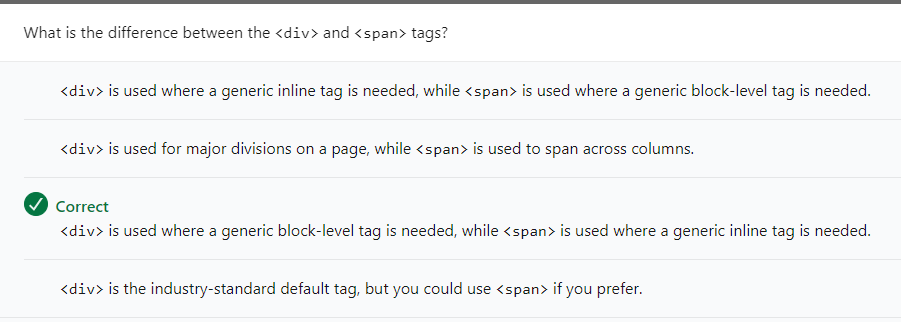 What is the difference between the <div> and <span> tags?
<div> is used where a generic inline tag is needed, while <span> is used where a generic block-level tag is needed.
<div> is used for major divisions on a page, while <span> is used to span across columns.
Correct
<div> is used where a generic block-level tag is needed, while <span> is used where a generic inline tag is needed.
<div> is the industry-standard default tag, but you could use <span> if you prefer.